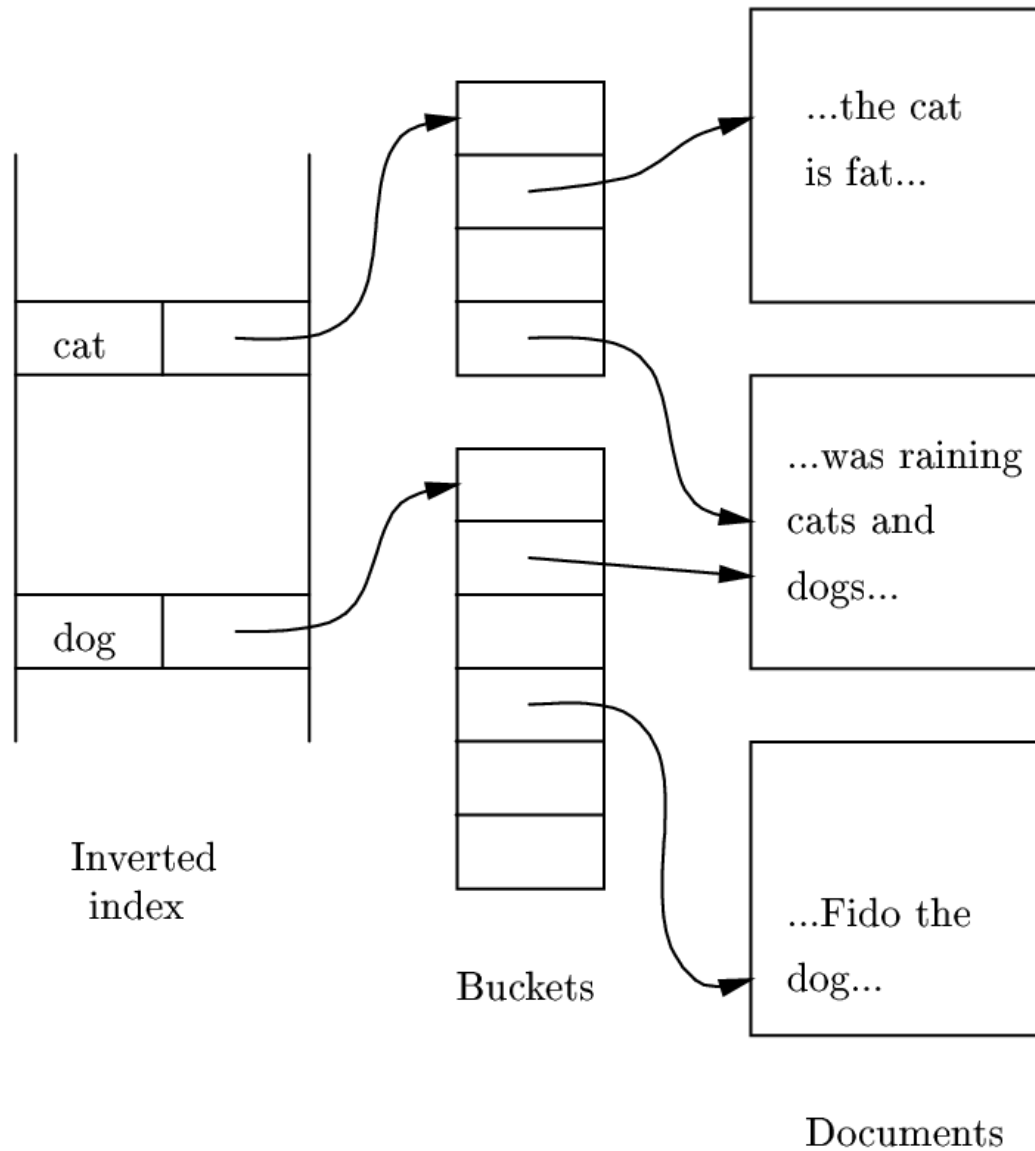 ...the cat
is fat...
cat
...was raining
cats and
dogs...
dog
Inverted
index
...Fido the
dog...
Buckets
Documents